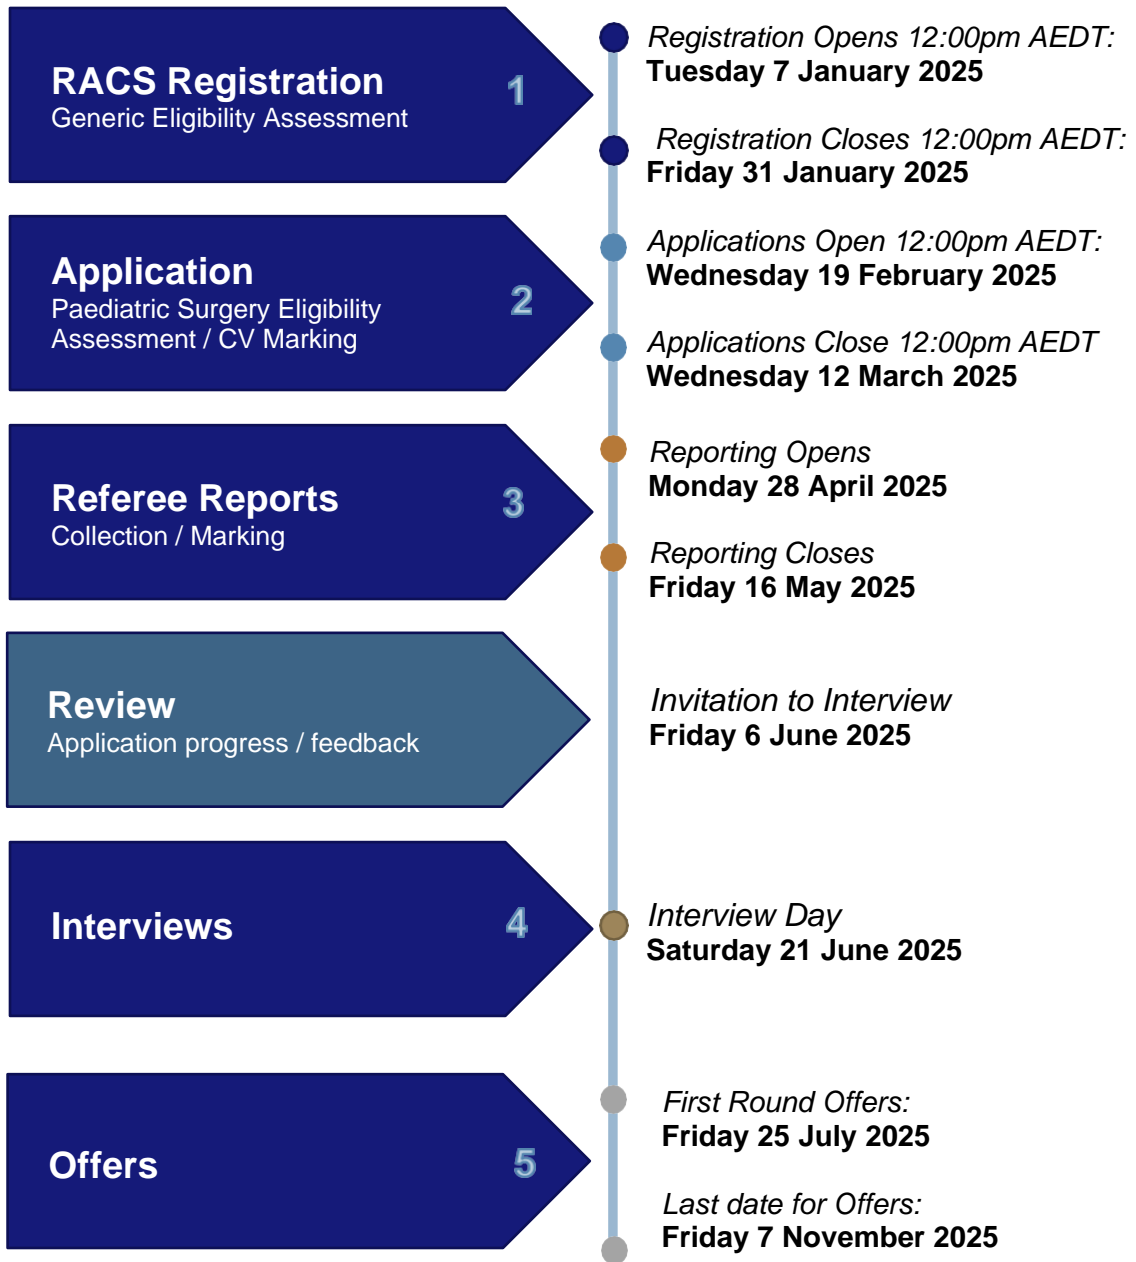 RACS Registration
Generic Eligibility Assessment
1
Registration Opens 12:00pm AEDT:
Tuesday 7 January 2025
Registration Closes 12:00pm AEDT:
Friday 31 January 2025
Application
Paediatric Surgery Eligibility
Assessment / CV Marking
2
Applications Open 12:00pm AEDT:
Wednesday 19 February 2025
Applications Close 12:00pm AEDT
Wednesday 12 March 2025
Referee Reports
Collection / Marking
3
Reporting Opens
Monday 28 April 2025
Reporting Closes
Friday 16 May 2025
Review
Application progress / feedback
Invitation to Interview
Friday 6 June 2025
Interviews
4
Interview Day
Saturday 21 June 2025
Offers
5
First Round Offers:
Friday 25 July 2025
Last date for Offers:
Friday 7 November 2025